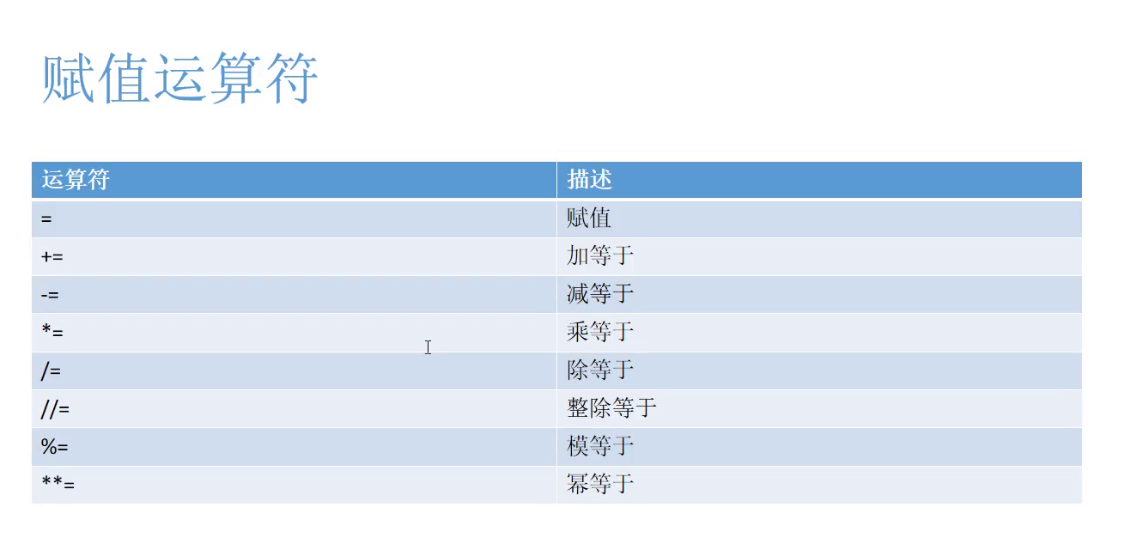 赋值运算符
运算符 描述
= 赋值
+= 加等于
-= 减等于
*= 乘等于
/= 除等于
//= 整除等于
%= 模等于
**= 幂等于